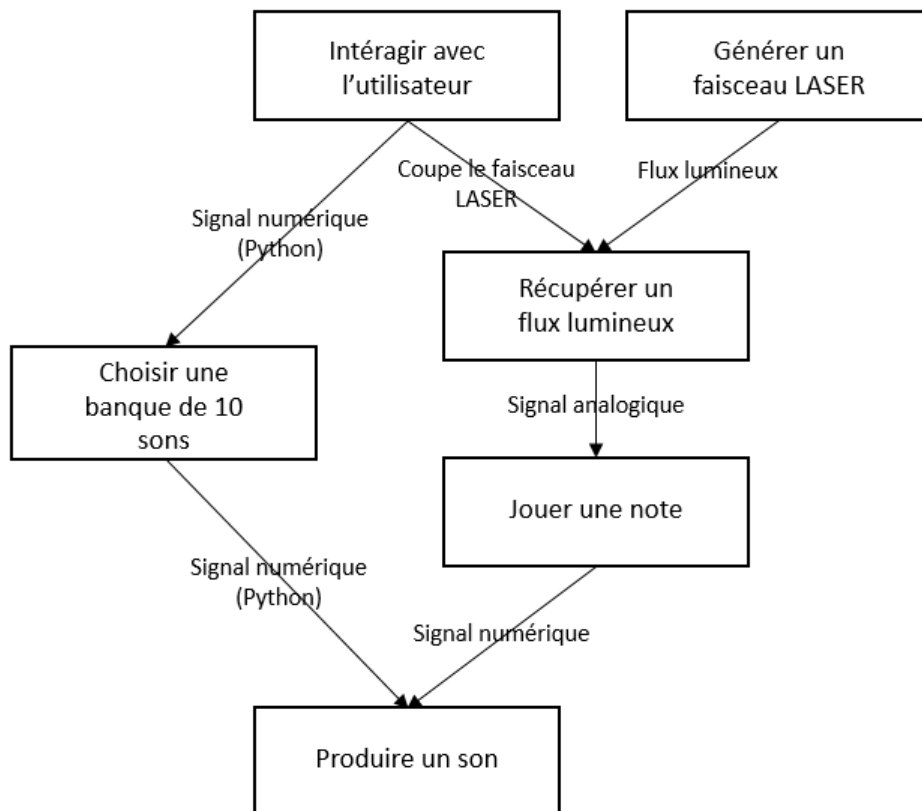 Intéragir avec
l'utilisateur
Générer un
faisceau LASER
Coupe le faisceau
LASER
Flux lumineux
Signal numérique
(Python)
Récupérer un
flux lumineux
Choisir une
banque de 10
sons
Signal analogique
Jouer une note
Signal numérique
(Python)
Signal numérique
Produire un son